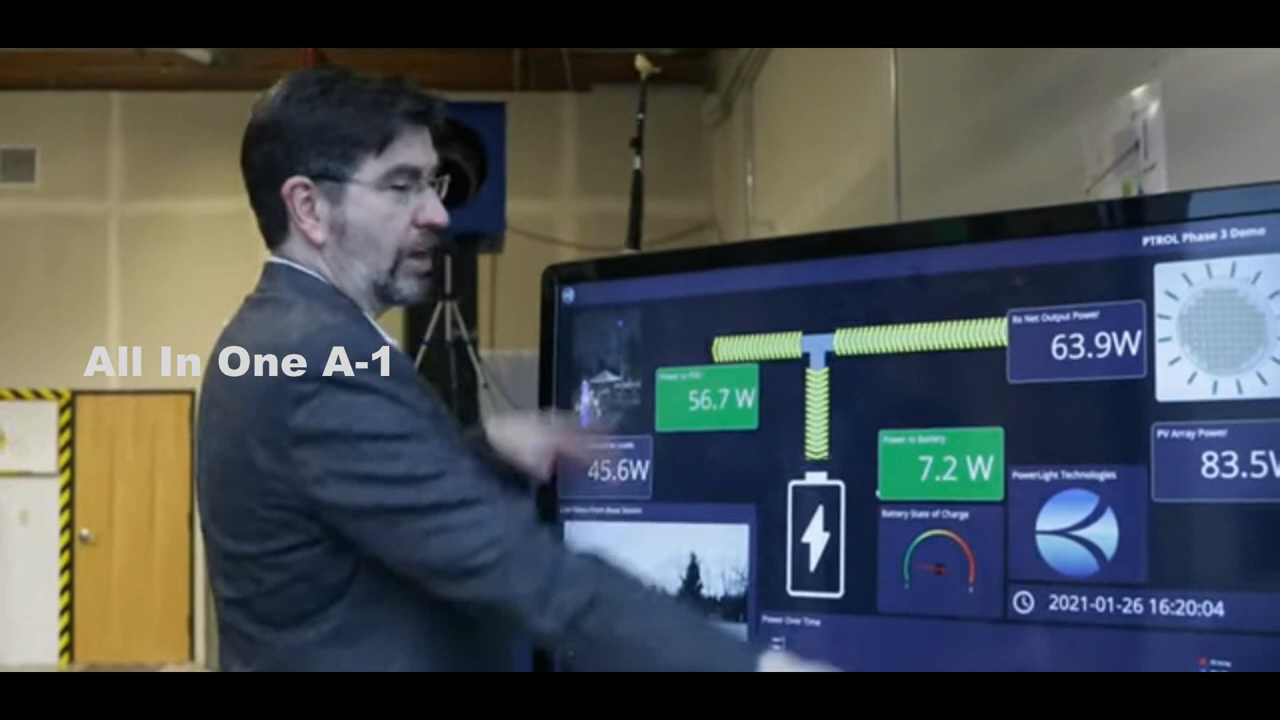 PTROL Phase 3 Demo
Rx Net Output Power
63.9W
56.7 W
All In One A-1
Power to Battery
7.2 W
PV Array Power
83.5W
45.6W
PowerLight Technologies
Battery State of Charge
2021-01-26 16:20:04
Power Over Time